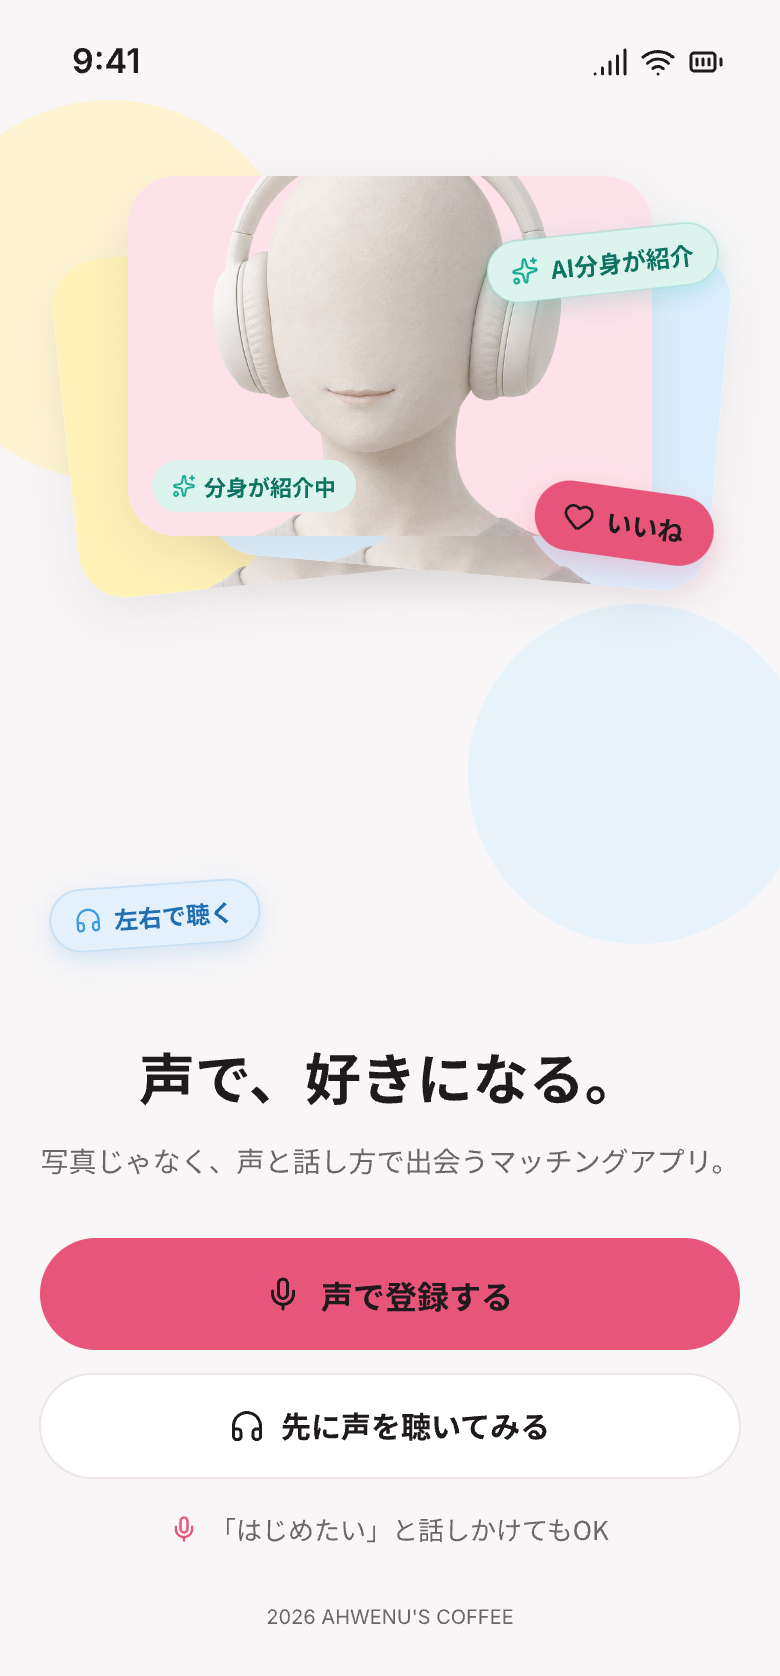 9:41
AI分身が紹介
分身が紹介中
いいね
左右で聴く
声で、好きになる。
写真じゃなく、声と話し方で出会うマッチングアプリ。
声で登録する
先に声を聴いてみる
「はじめたい」と話しかけてもOK
2026 AHWENU'S COFFEE